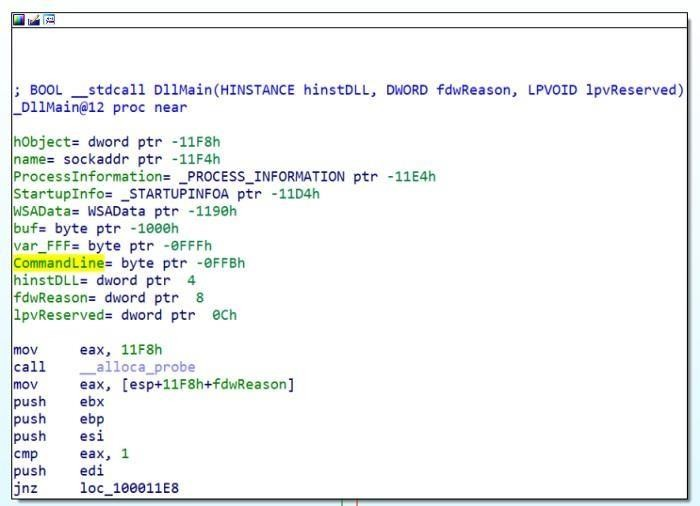 ; BOOL __stdcall DllMain(HINSTANCE hinstDLL, DWORD fdwReason, LPVOID lpvReserved)
_DllMain@12 proc near
hObject= dword ptr -11F8h
name= sockaddr ptr -11F4h
ProcessInformation= _PROCESS_INFORMATION ptr -11E4h
StartupInfo= _STARTUPINFOA ptr -11D4h
WSAData= WSAData ptr -1190h
buf= byte ptr -1000h
var_FFF= byte ptr -0FFFh
CommandLine= byte ptr -0FFBh
hinstDLL= dword ptr  4
fdwReason= dword ptr  8
lpvReserved= dword ptr  0Ch
mov     eax, 11F8h
call    __alloca_probe
mov     eax, [esp+11F8h+fdwReason]
push    ebx
push    ebp
push    esi
cmp     eax, 1
push    edi
jnz     loc_100011E8